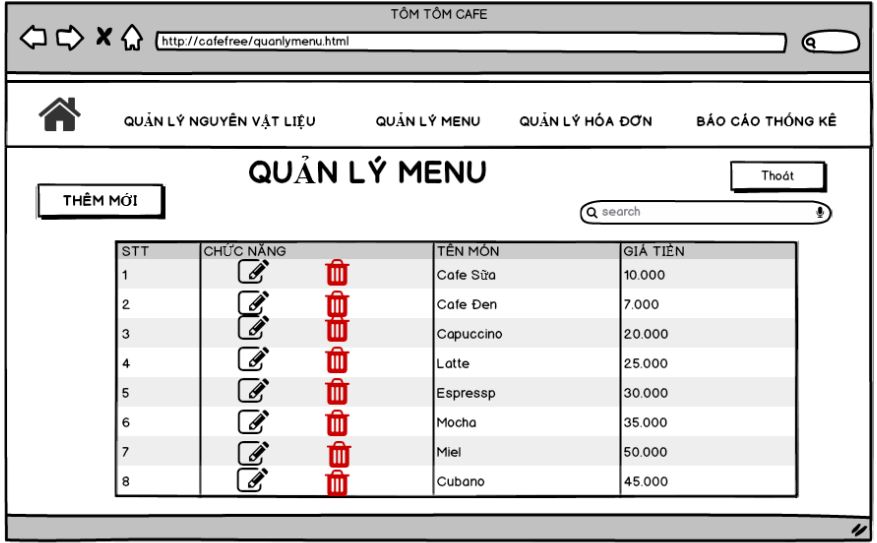 TÔM TÔM CAFE
http://cafefree/quanlymenu.html
QUẢN LÝ NGUYÊN VẬT LIỆU QUẢN LÝ MENU QUẢN LÝ HÓA ĐƠN BÁO CÁO THỐNG KÊ
QUẢN LÝ MENU
Thoát
THÊM MỚI
search
STT CHỨC NĂNG TÊN MÓN GIÁ TIỀN
1 Cafe Sữa 10.000
2 Cafe Đen 7.000
3 Capuccino 20.000
4 Latte 25.000
5 Espressp 30.000
6 Mocha 35.000
7 Miel 50.000
8 Cubano 45.000